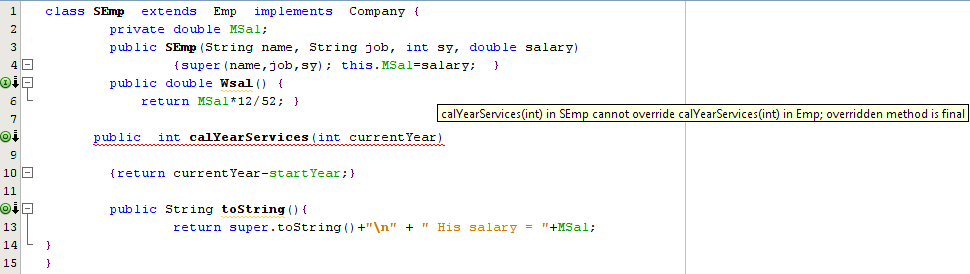 1 class SEmp extends Emp implements Company {
2 private double MSal;
3 public SEmp(String name, String job, int sy, double salary)
4 {super(name,job,sy); this.MSal=salary; }
public double Wsal() {
6 return MSal*12/52; }
calYearServices(int) in SEmp cannot override calYearServices(int) in Emp; overridden method is final
7
public int calYearServices(int currentYear)
9
10 {return currentYear-startYear;}
11
public String toString(){
13 return super.toString()+"\n" + " His salary = "+MSal;
14 }
15 }